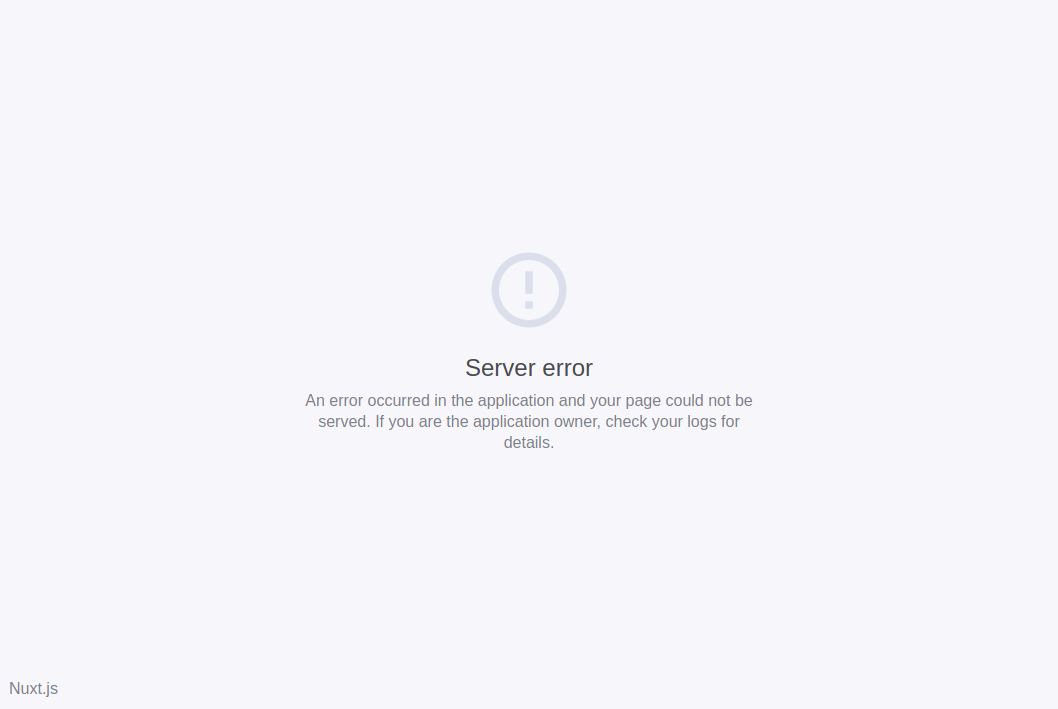 Server error
An error occurred in the application and your page could not be
served. If you are the application owner, check your logs for
details.
Nuxt.js